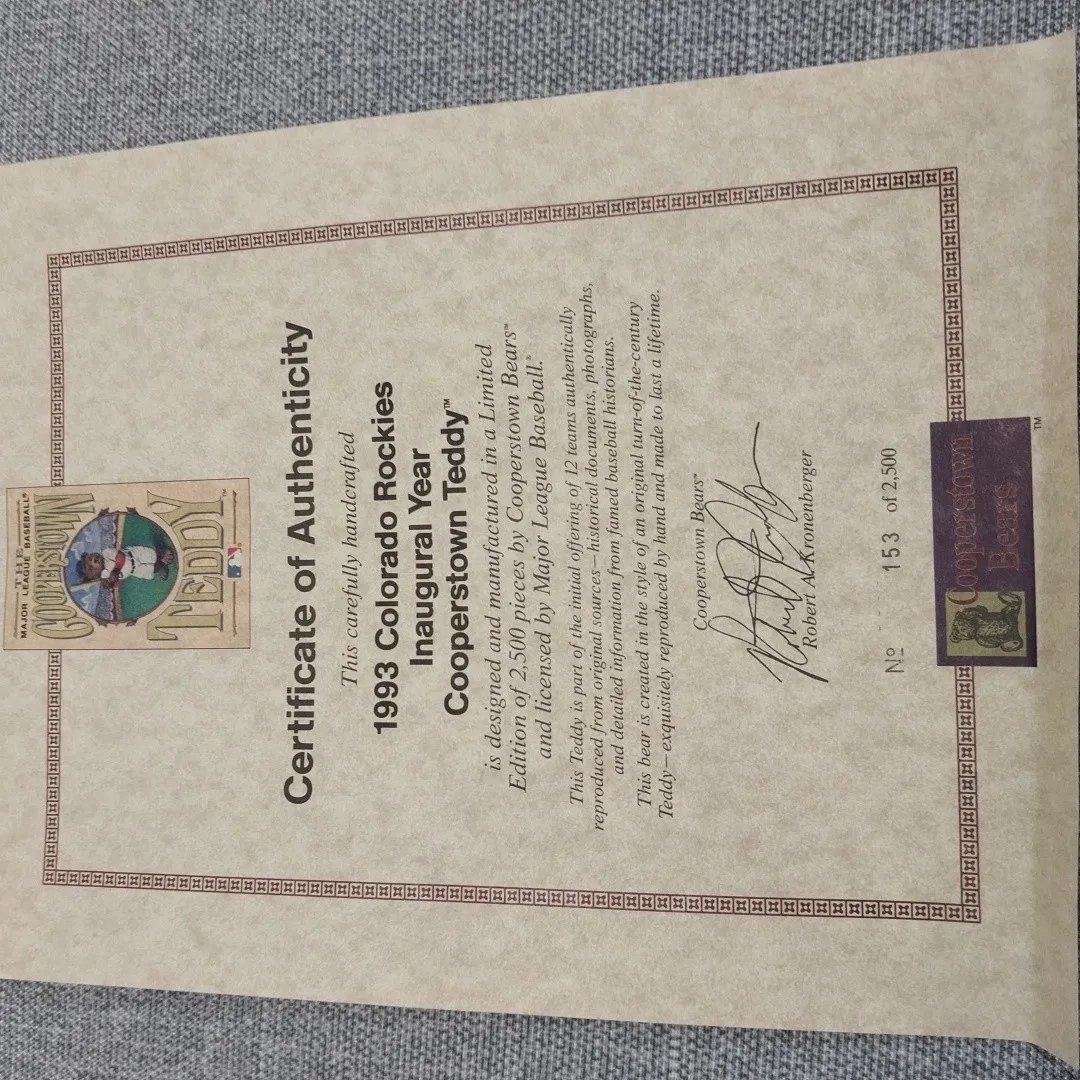 THE
MAJOR LEAGUE BASEBALL®
COOPERSTOWN
TEDDY™
Certificate of Authenticity
This carefully handcrafted
1993 Colorado Rockies
Inaugural Year
Cooperstown Teddy™
is designed and manufactured in a Limited
Edition of 2,500 pieces by Cooperstown Bears™
and licensed by Major League Baseball.®
This Teddy is part of the initial offering of 12 teams authentically
reproduced from original sources—historical documents, photographs,
and detailed information from famed baseball historians.
This bear is created in the style of an original turn-of-the-century
Teddy—exquisitely reproduced by hand and made to last a lifetime.
Cooperstown Bears™
Robert A. Kronenberger
Nº -- 153 of 2,500
Cooperstown
Bears
™